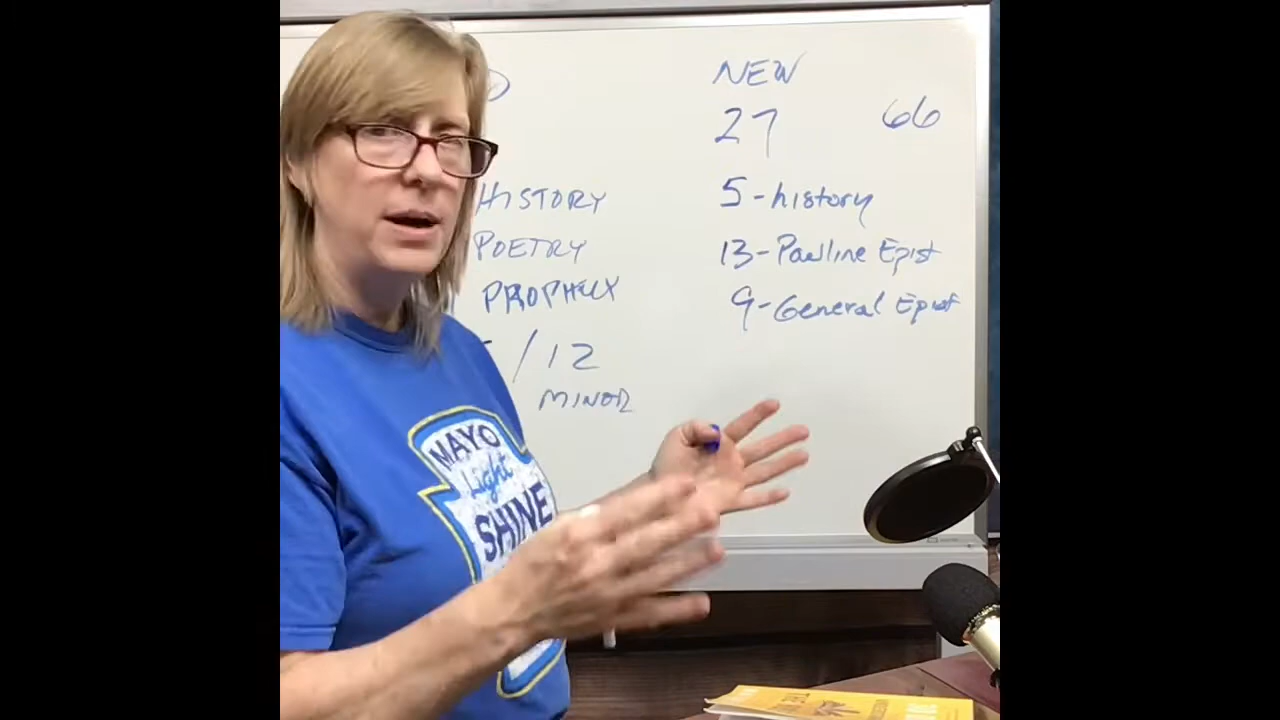 NEW
27
66
HISTORY
5-history
POETRY
13-Pauline Epist
PROPHECY
9-General Epist
/12
MINOR
MAYO
Light
SHINE